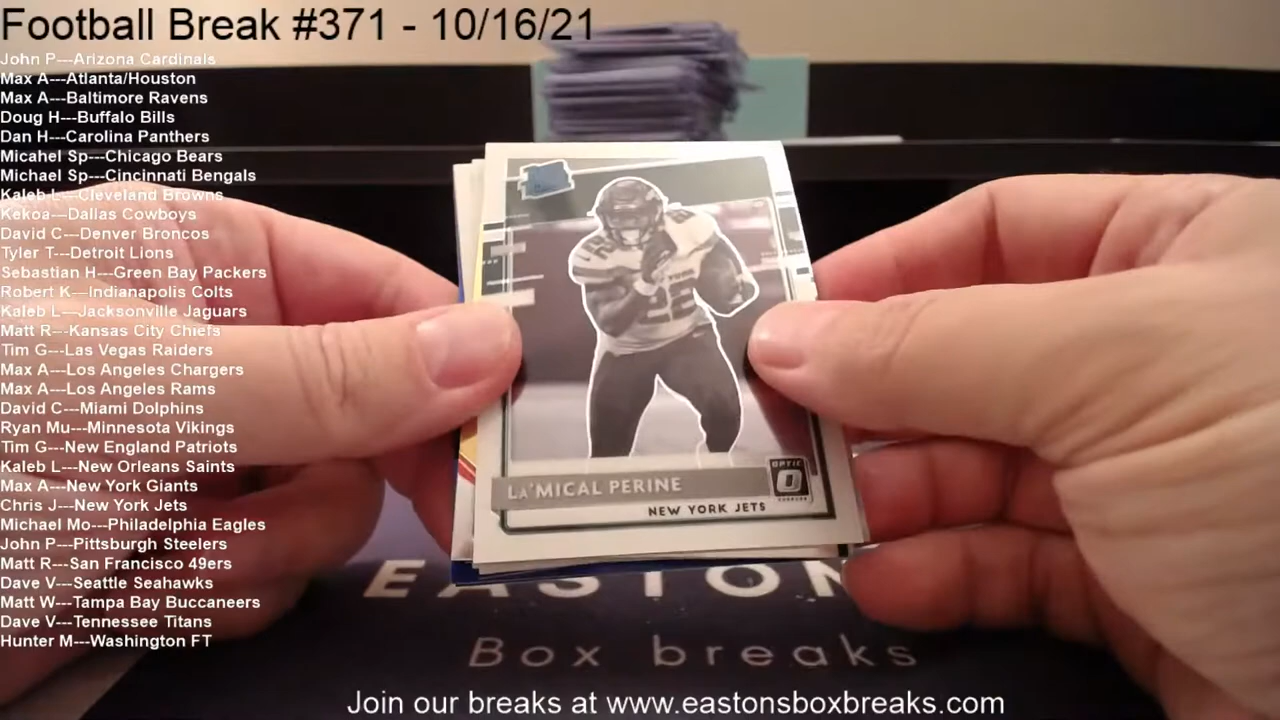 Football Break #371 - 10/16/21
John P---Arizona Cardinals
Max A---Atlanta/Houston
Max A---Baltimore Ravens
Doug H---Buffalo Bills
Dan H---Carolina Panthers
Micahel Sp---Chicago Bears
Michael Sp---Cincinnati Bengals
Kaleb L---Cleveland Browns
Kekoa---Dallas Cowboys
David C---Denver Broncos
Tyler T---Detroit Lions
Sebastian H---Green Bay Packers
Robert K---Indianapolis Colts
Kaleb L---Jacksonville Jaguars
Matt R---Kansas City Chiefs
Tim G---Las Vegas Raiders
Max A---Los Angeles Chargers
Max A---Los Angeles Rams
David C---Miami Dolphins
Ryan Mu---Minnesota Vikings
Tim G---New England Patriots
Kaleb L---New Orleans Saints
Max A---New York Giants
Chris J---New York Jets
Michael Mo---Philadelphia Eagles
John P---Pittsburgh Steelers
Matt R---San Francisco 49ers
Dave V---Seattle Seahawks
Matt W---Tampa Bay Buccaneers
Dave V---Tennessee Titans
Hunter M---Washington FT
22
LA'MICAL PERINE
OPTIC
NEW YORK JETS
EASTON
Box breaks
Join our breaks at www.eastonsboxbreaks.com